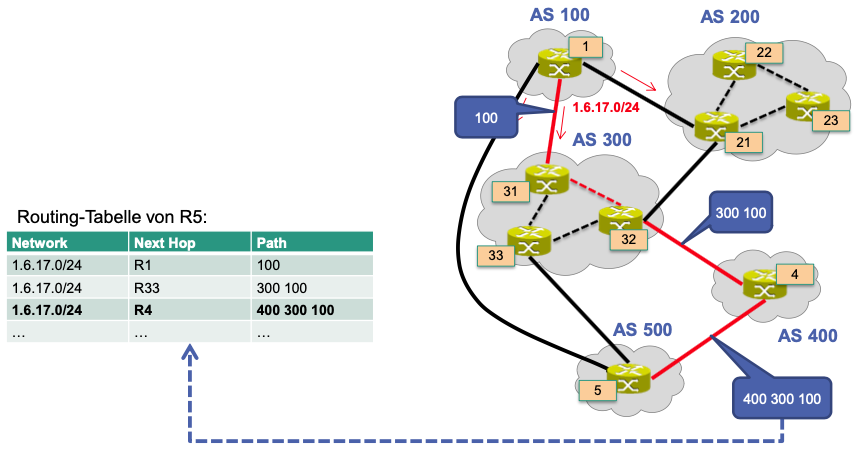 AS 100
AS 200
1
22
100
1.6.17.0/24
23
21
AS 300
31
32
33
300 100
4
AS 400
AS 500
5
400 300 100
Routing-Tabelle von R5:
Network Next Hop Path
1.6.17.0/24 R1 100
1.6.17.0/24 R33 300 100
1.6.17.0/24 R4 400 300 100
... ... ...